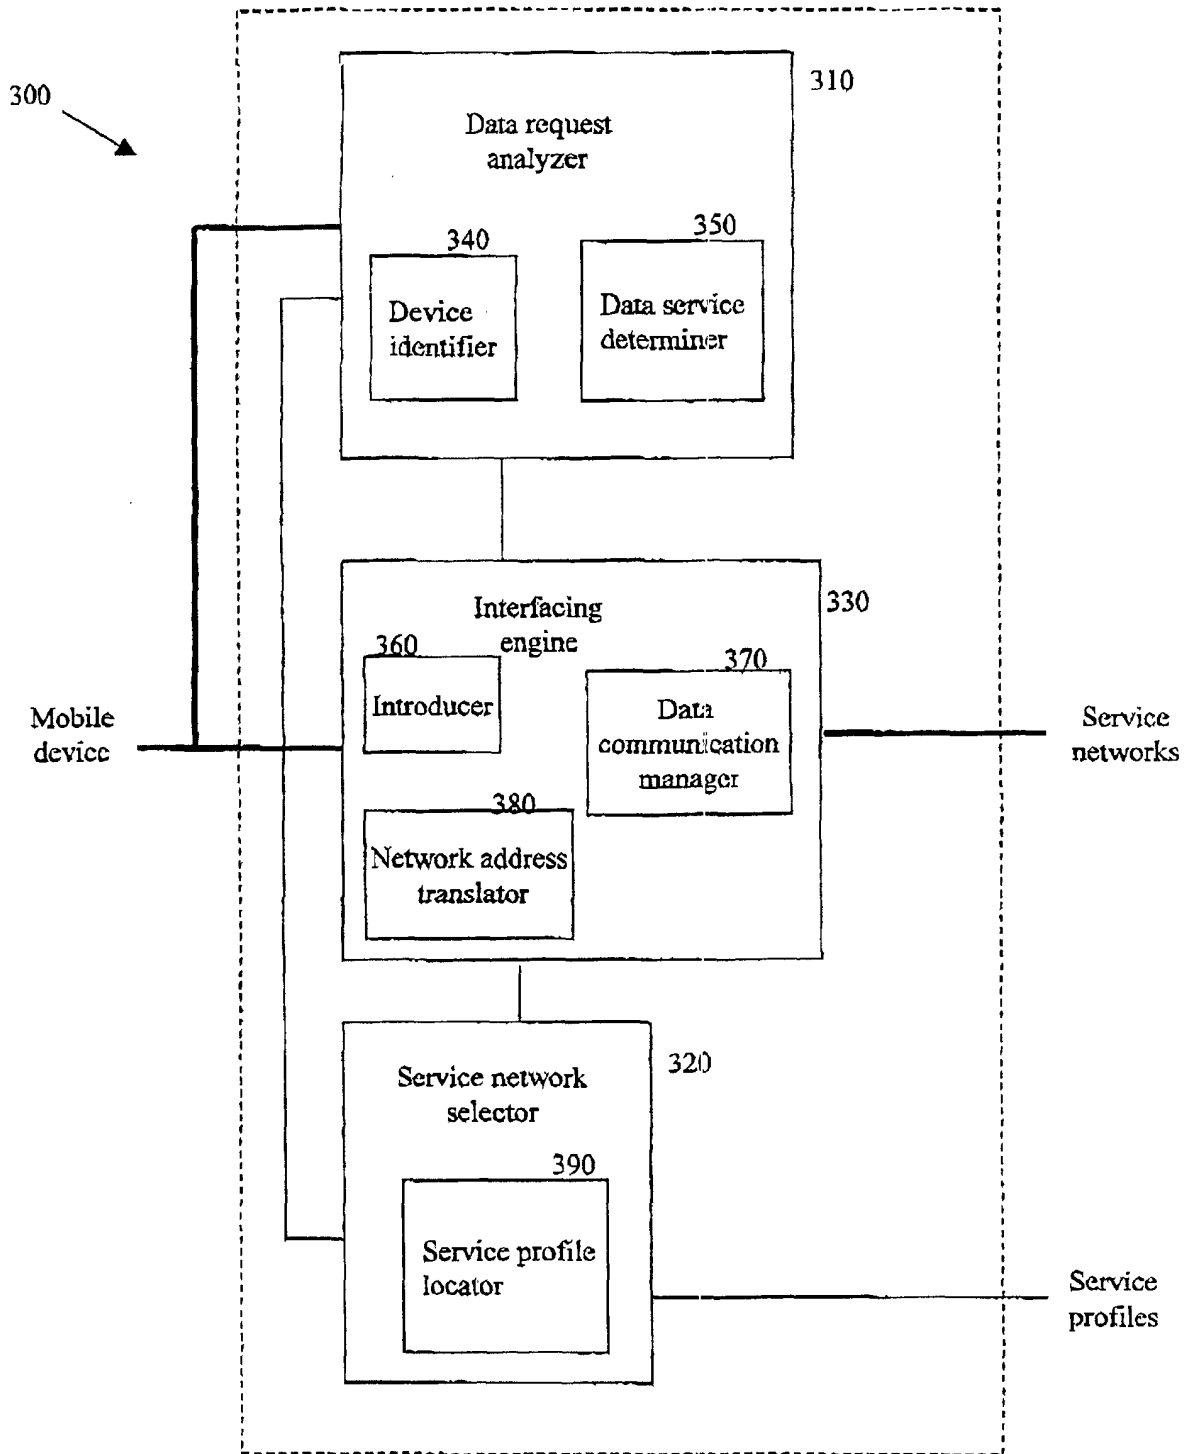 300
310
Data request
analyzer
340
350
Device
identifier
Data service
determiner
330
Interfacing
engine
360
370
Introducer
Data
communication
manager
Mobile
device
Service
networks
380
Network address
translator
320
Service network
selector
390
Service profile
locator
Service
profiles